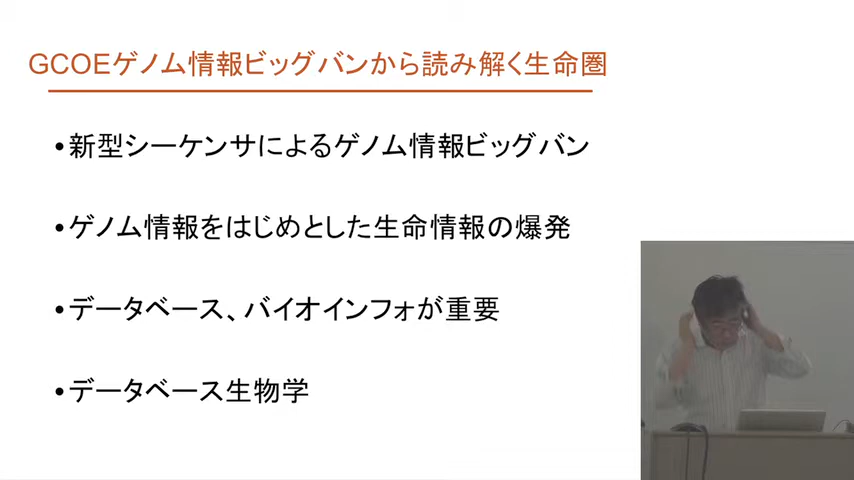 GCOEゲノム情報ビッグバンから読み解く生命圏
•新型シーケンサによるゲノム情報ビッグバン
•ゲノム情報をはじめとした生命情報の爆発
•データベース、バイオインフォが重要
•データベース生物学